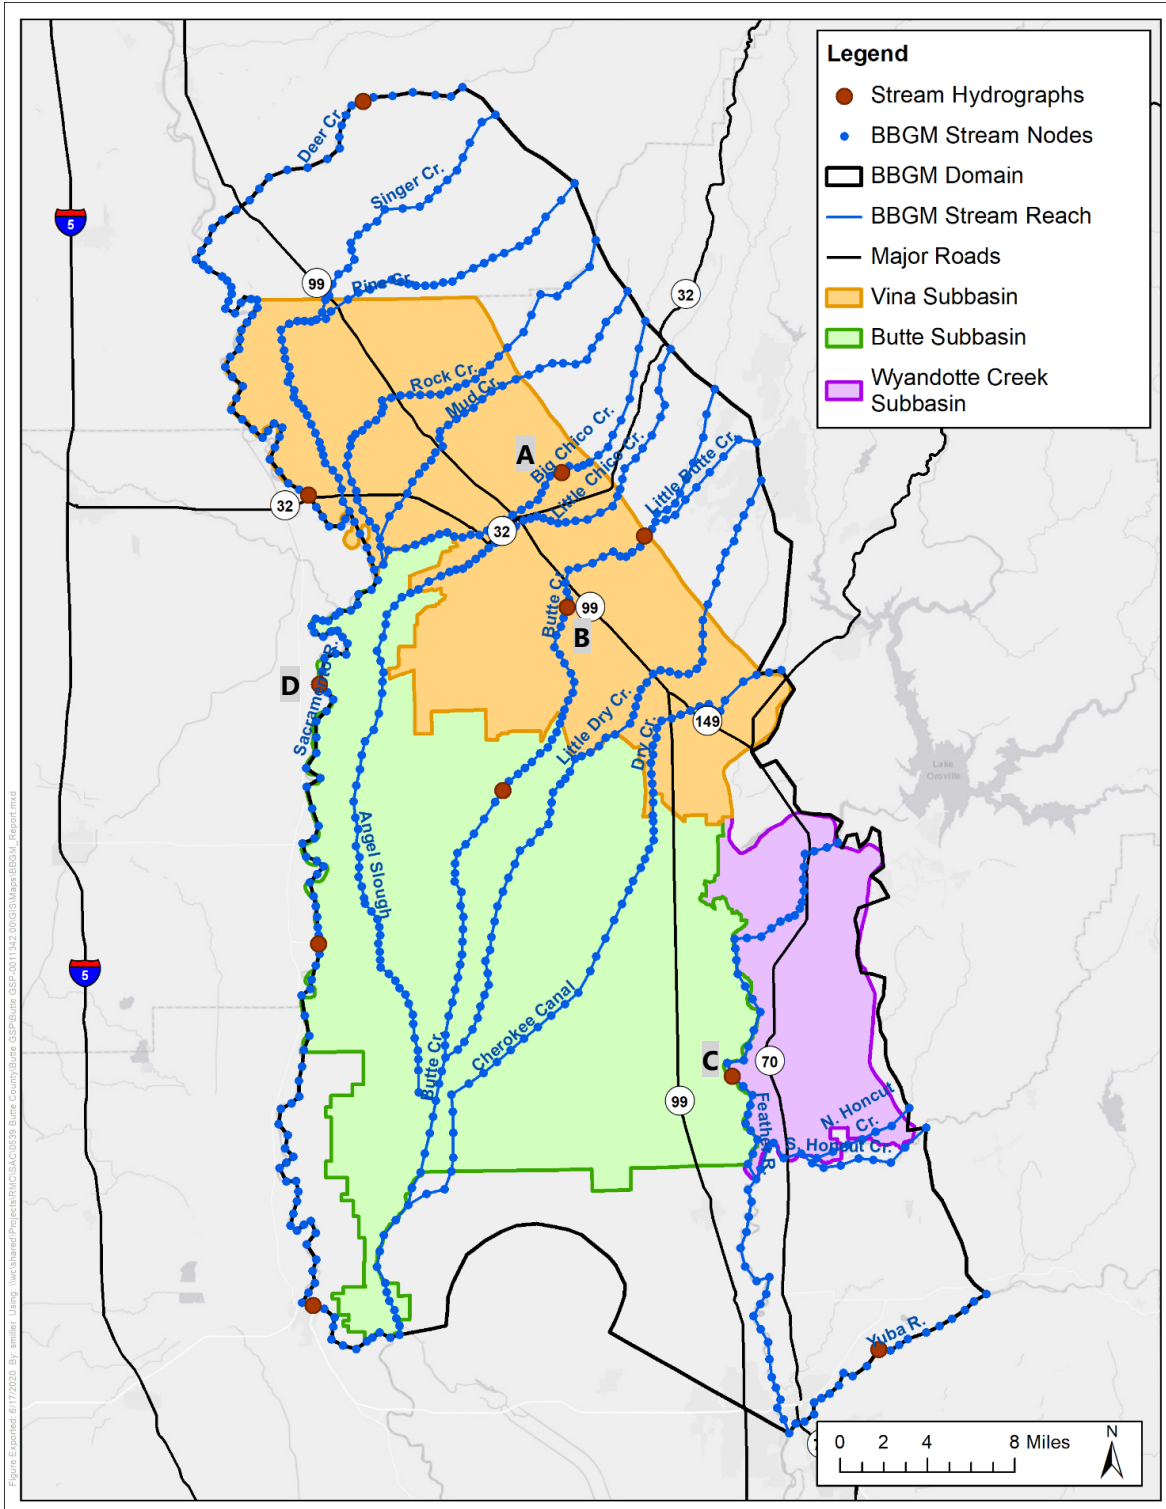 Legend
Stream Hydrographs
BBGM Stream Nodes
BBGM Domain
BBGM Stream Reach
Major Roads
Vina Subbasin
Butte Subbasin
Wyandotte Creek
Subbasin
Deer Cr.
Singer Cr.
5
99
Pine Cr.
32
Rock Cr.
Mud Cr.
A
Big Chico Cr.
Little Chico Cr.
Little Butte Cr.
32
32
Butte C
99
B
Sacramento R.
D
Little Dry Cr.
Dry Cr.
149
Lake
Oroville
Angel Slough
5
Cherokee Canal
Butte Cr.
C
70
99
Feather R.
N. Honcut
Cr.
S. Honcut Cr.
Yuba R.
0 2 4 8 Miles
N